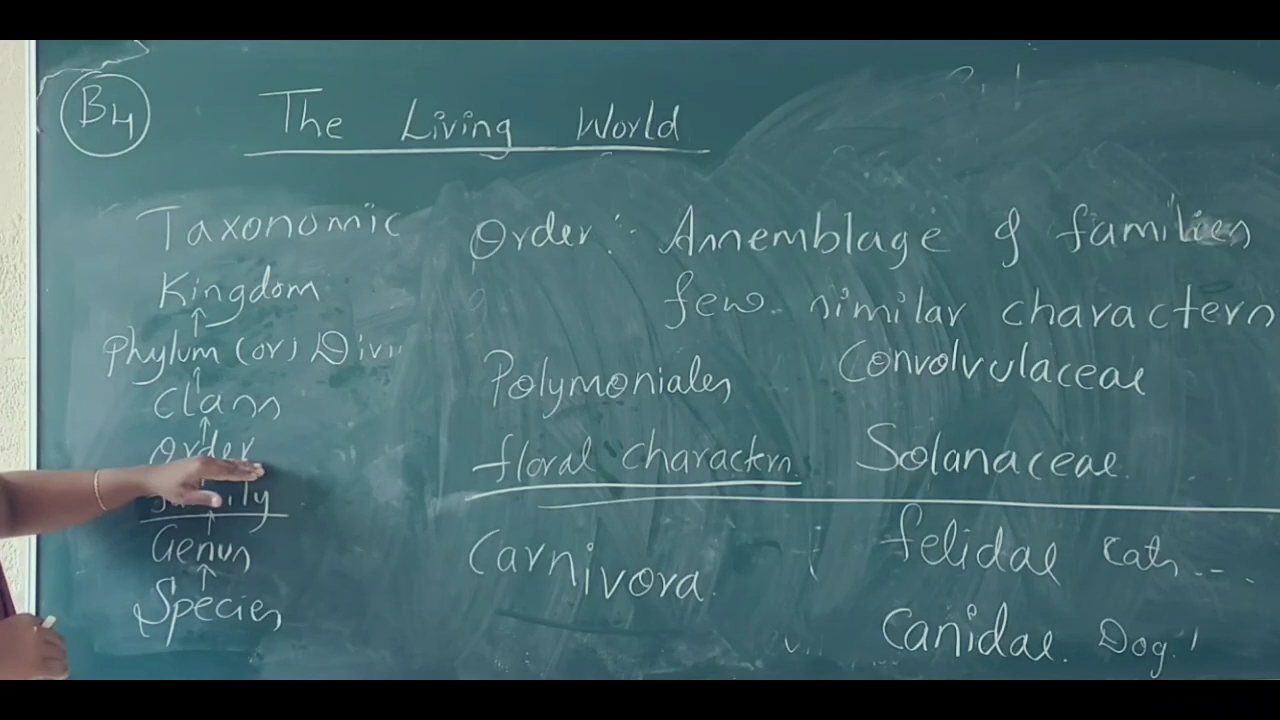 B4
The Living World
Taxonomic
Kingdom
Phylum (or) Divi
Class
Order
Family
Genus
Species
Order :- Assemblage of families
few similar characters
Polymoniales Convolvulaceae
floral characters. Solanaceae.
Carnivora. felidae cats ...
Canidae. Dog.